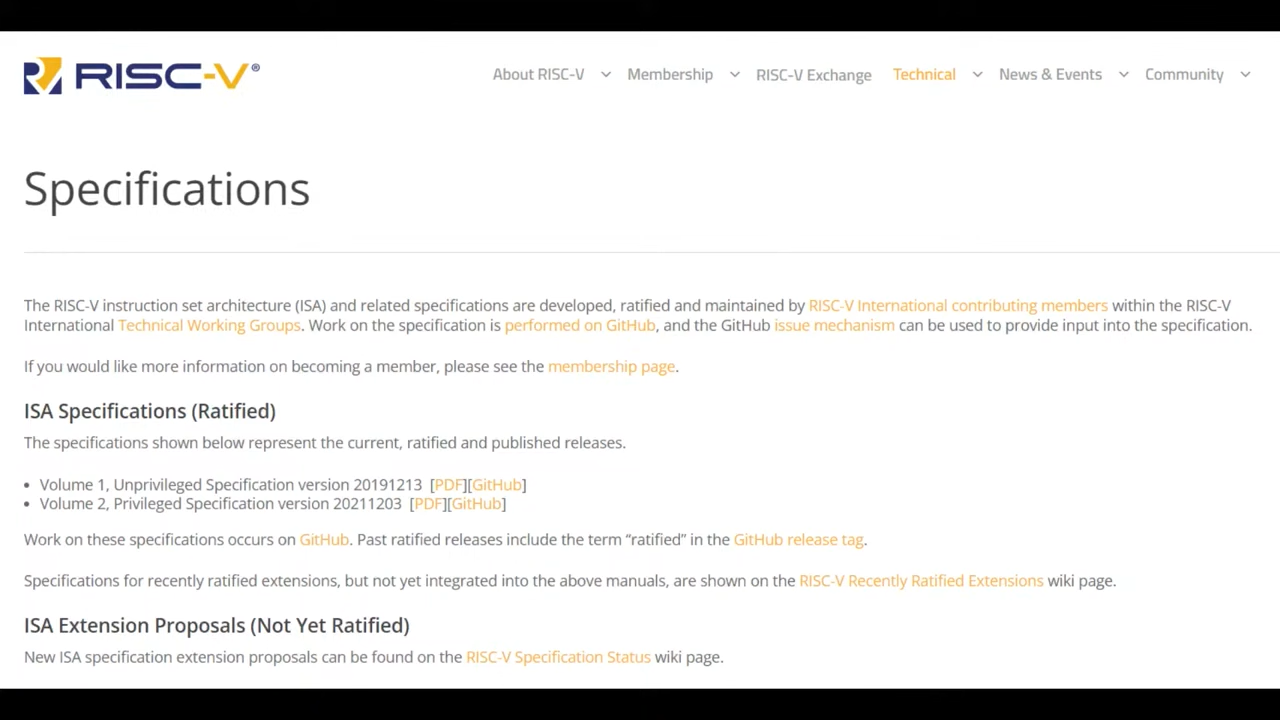 RISC-V®
About RISC-V Membership RISC-V Exchange Technical News & Events Community
Specifications
The RISC-V instruction set architecture (ISA) and related specifications are developed, ratified and maintained by RISC-V International contributing members within the RISC-V
International Technical Working Groups. Work on the specification is performed on GitHub, and the GitHub issue mechanism can be used to provide input into the specification.
If you would like more information on becoming a member, please see the membership page.
ISA Specifications (Ratified)
The specifications shown below represent the current, ratified and published releases.
• Volume 1, Unprivileged Specification version 20191213 [PDF][GitHub]
• Volume 2, Privileged Specification version 20211203 [PDF][GitHub]
Work on these specifications occurs on GitHub. Past ratified releases include the term “ratified” in the GitHub release tag.
Specifications for recently ratified extensions, but not yet integrated into the above manuals, are shown on the RISC-V Recently Ratified Extensions wiki page.
ISA Extension Proposals (Not Yet Ratified)
New ISA specification extension proposals can be found on the RISC-V Specification Status wiki page.